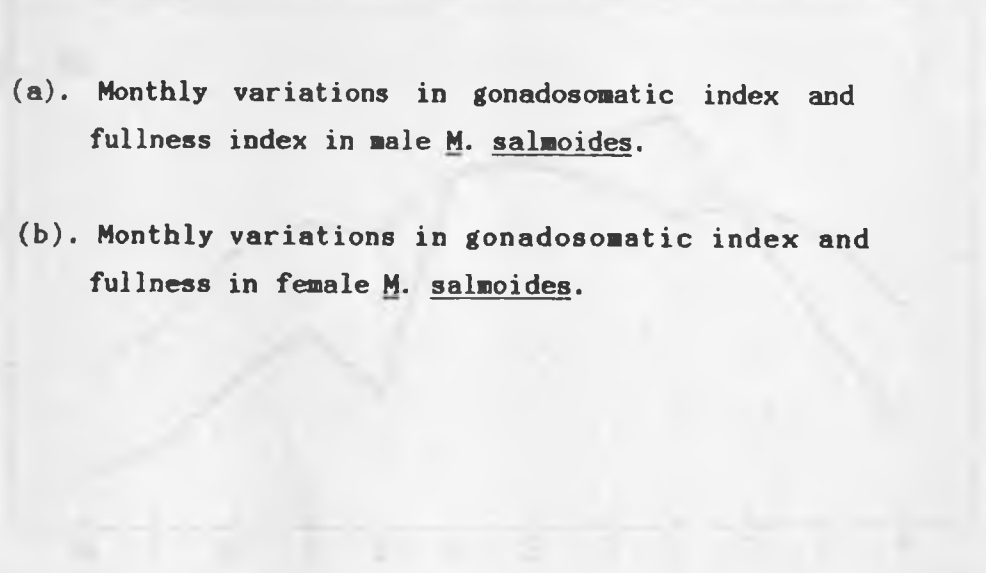 (a). Monthly variations in gonadosomatic index and
fullness index in male M. salmoides.
(b). Monthly variations in gonadosomatic index and
fullness in female M. salmoides.